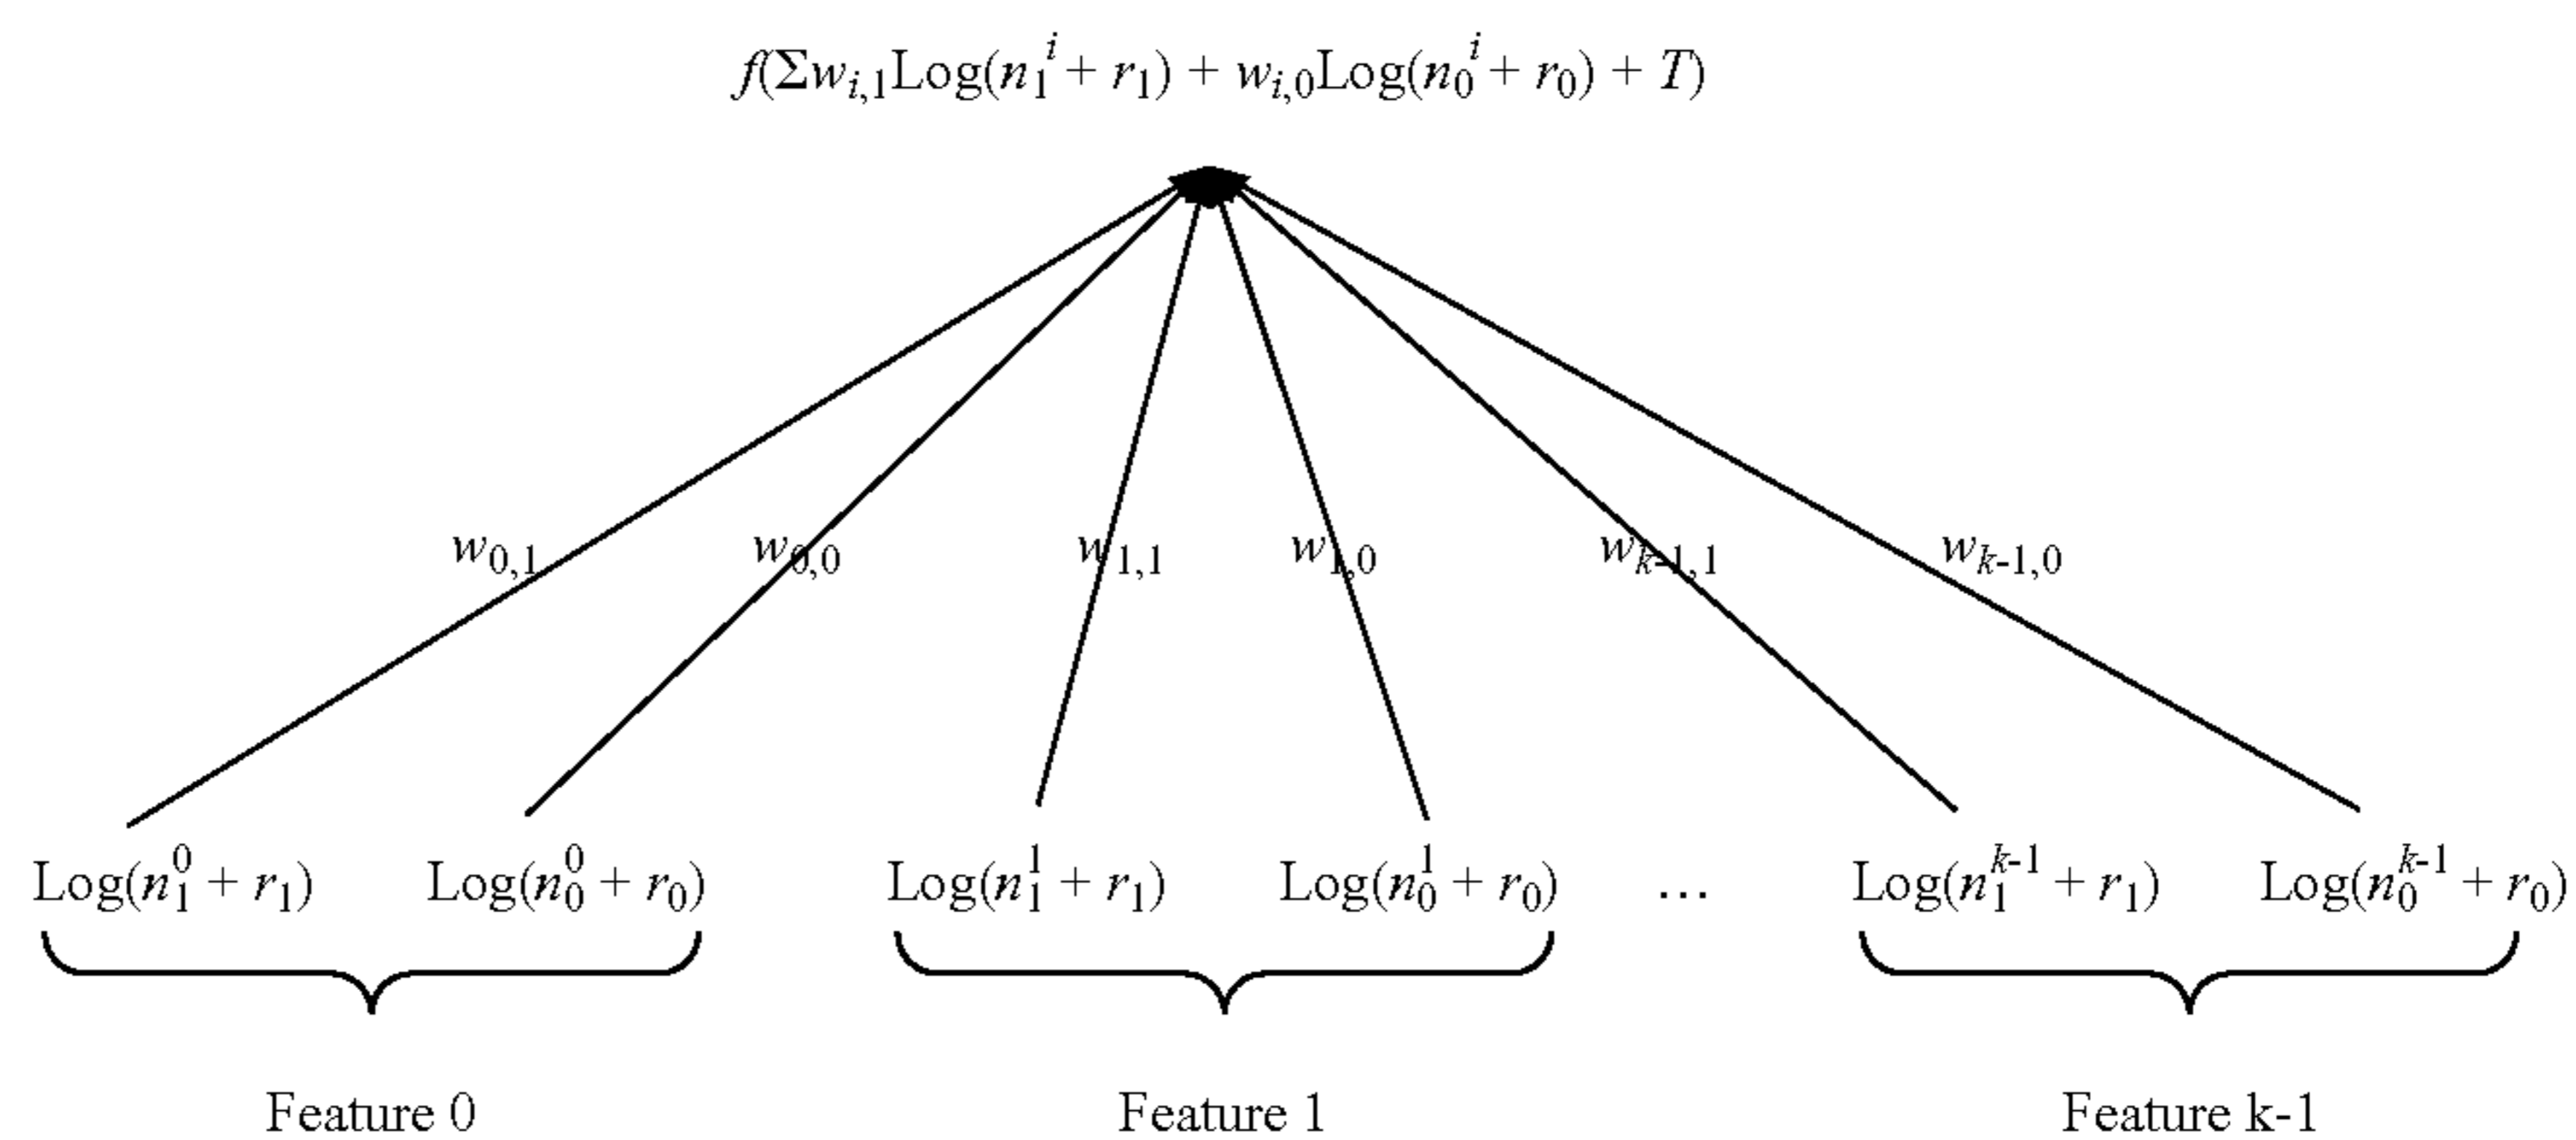 f(Σw_{i,1}Log(n_1^i + r_1) + w_{i,0}Log(n_0^i + r_0) + T)
w_{0,1} w_{0,0} w_{1,1} w_{1,0} w_{k-1,1} w_{k-1,0}
Log(n_1^0 + r_1) Log(n_0^0 + r_0) Log(n_1^1 + r_1) Log(n_0^1 + r_0) … Log(n_1^{k-1} + r_1) Log(n_0^{k-1} + r_0)
Feature 0 Feature 1 Feature k-1